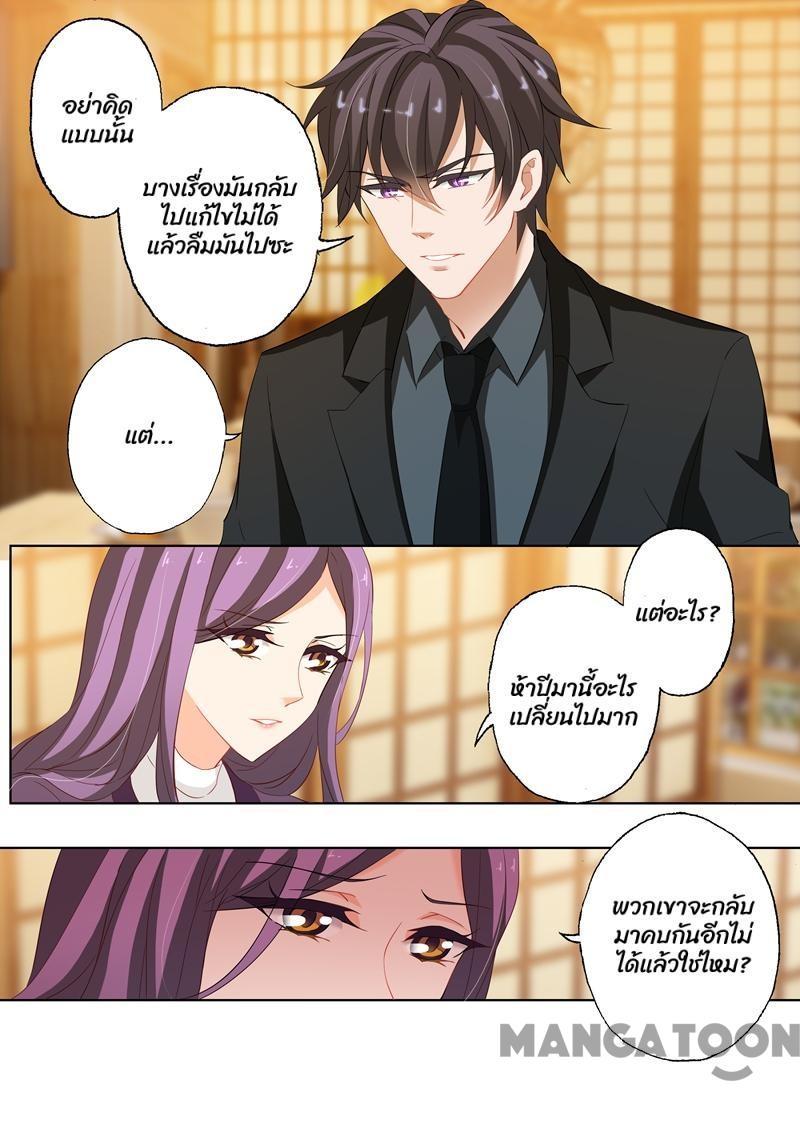 อย่าคิด
แบบนั้น
บางเรื่องมันกลับ
ไปแก้ไขไม่ได้
แล้วลืมมันไปซะ
แต่...
แต่อะไร?
ห้าปีมานี้อะไร
เปลี่ยนไปมาก
พวกเขาจะกลับ
มาคบกันอีกไม่
ได้แล้วใช่ไหม?
MANGATOON